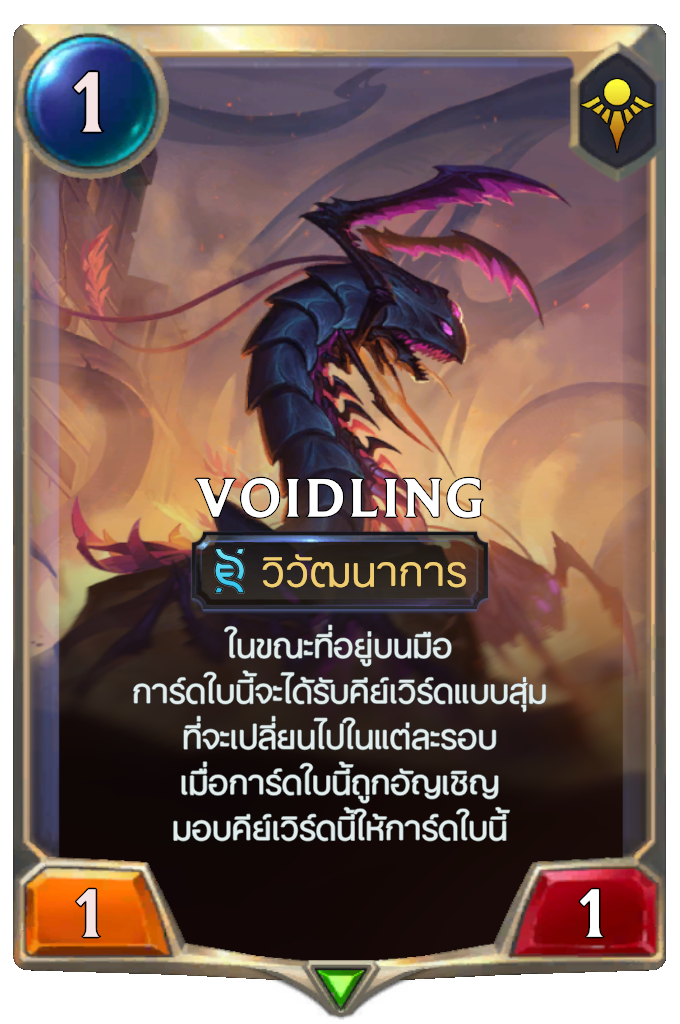 1
VOIDLING
วิวัฒนาการ
ในขณะที่อยู่บนมือ
การ์ดใบนี้จะได้รับคีย์เวิร์ดแบบสุ่ม
ที่จะเปลี่ยนไปในแต่ละรอบ
เมื่อการ์ดใบนี้ถูกอัญเชิญ
มอบคีย์เวิร์ดนี้ให้การ์ดใบนี้
1
1